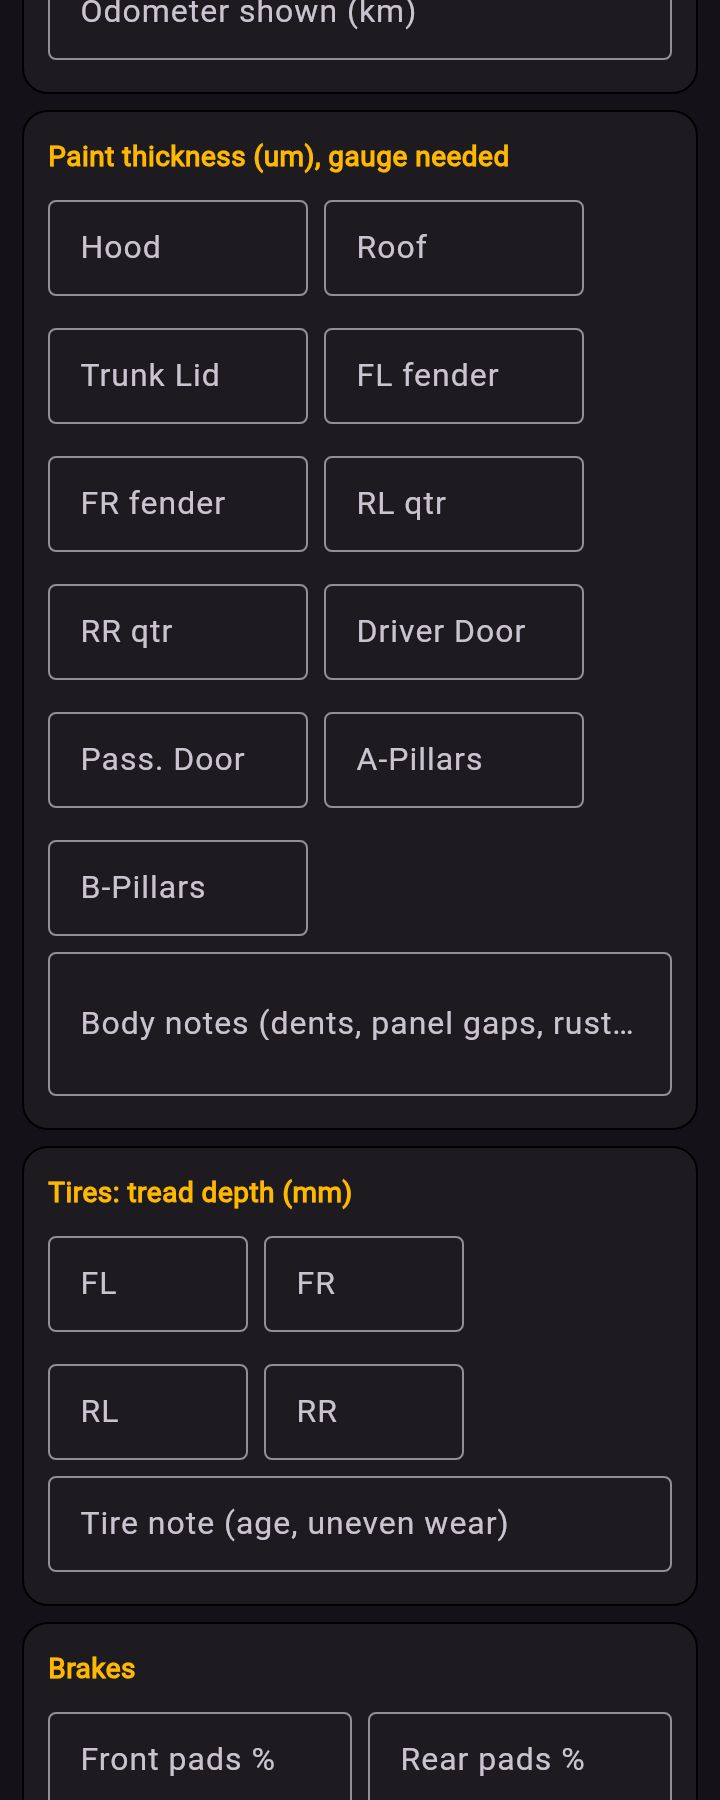 Odometer shown (km)
Paint thickness (um), gauge needed
Hood
Roof
Trunk Lid
FL fender
FR fender
RL qtr
RR qtr
Driver Door
Pass. Door
A-Pillars
B-Pillars
Body notes (dents, panel gaps, rust...
Tires: tread depth (mm)
FL
FR
RL
RR
Tire note (age, uneven wear)
Brakes
Front pads %
Rear pads %